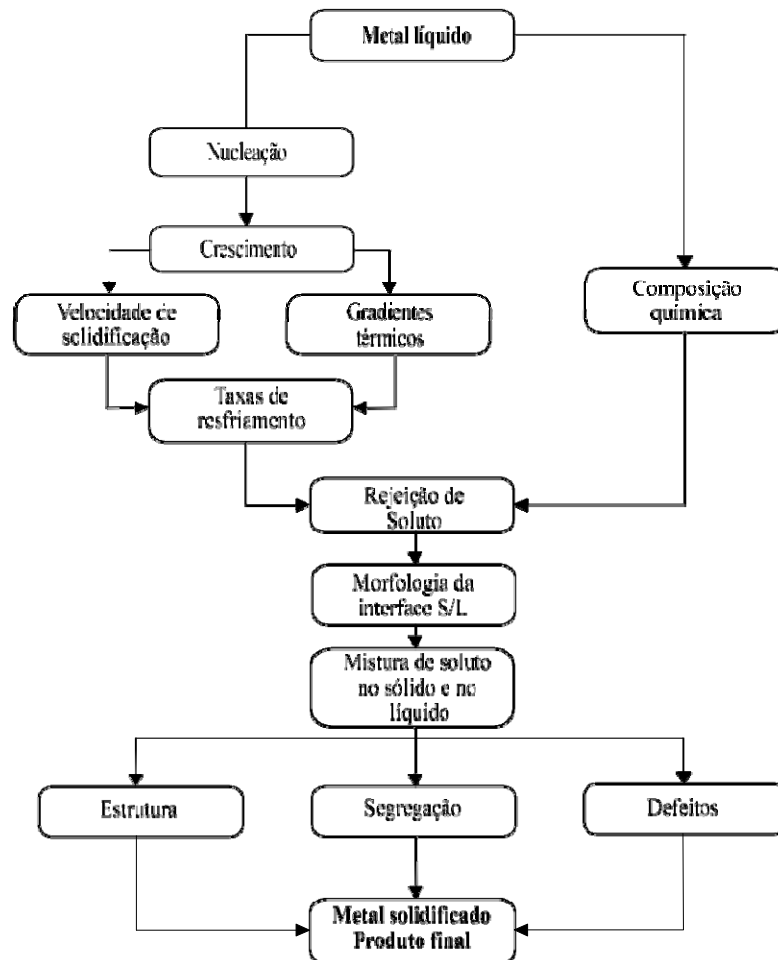 Metal líquido
Nucleação
Crescimento
Velocidade de
solidificação
Gradientes
térmicos
Composição
química
Taxas de
resfriamento
Rejeição de
Soluto
Morfologia da
interface S/L
Mistura de soluto
no sólido e no
líquido
Estrutura
Segregação
Defeitos
Metal solidificado
Produto final